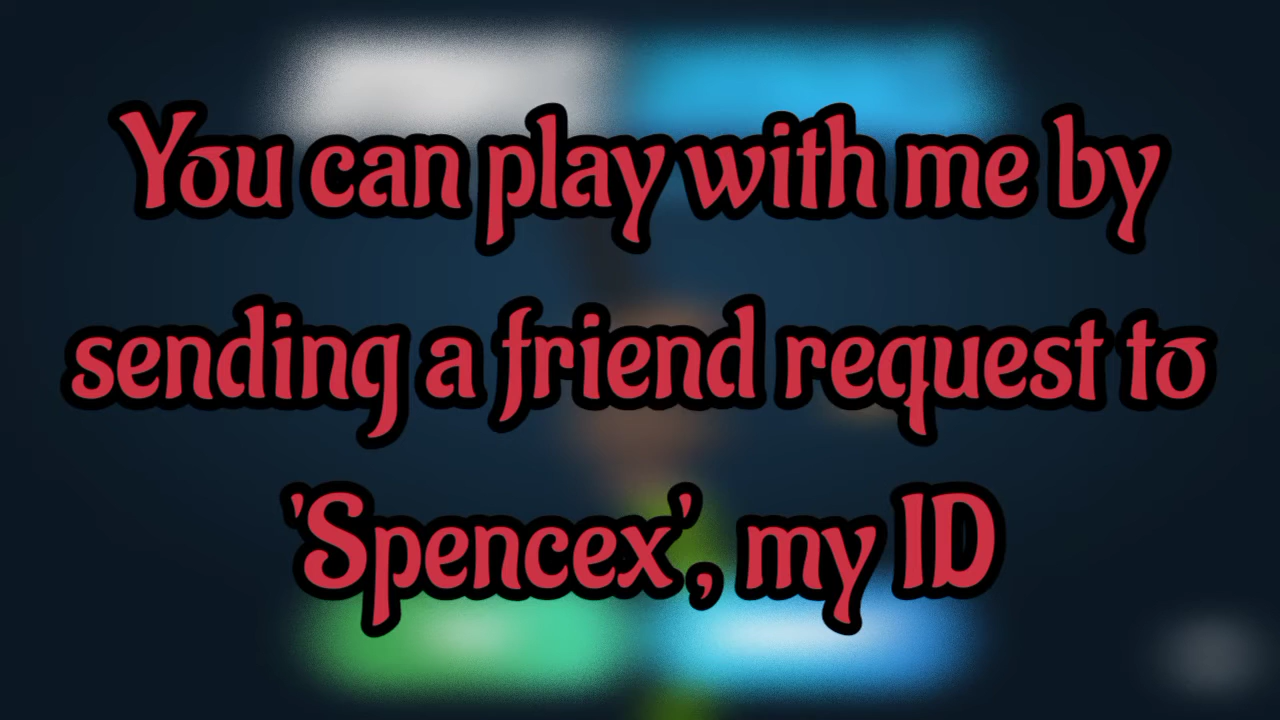 You can play with me by
sending a friend request to
'Spencex', my ID